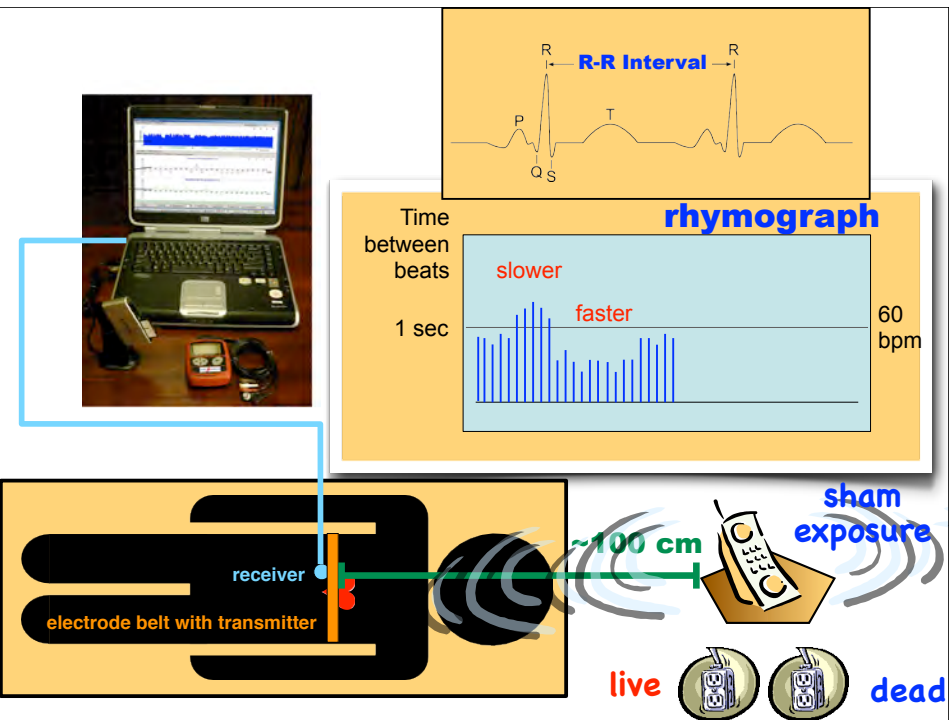 R
R
R-R Interval
P
T
Q
S
rhymograph
Time
between
beats
slower
faster
1 sec
60
bpm
sham
exposure
~100 cm
receiver
electrode belt with transmitter
live
dead